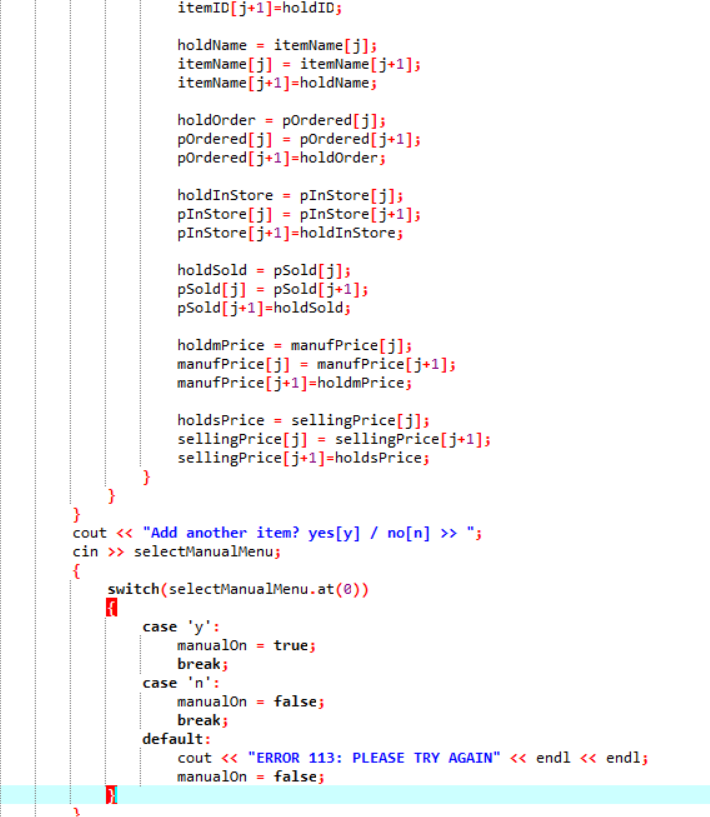 itemID[j+1]=holdID;
holdName = itemName[j];
itemName[j] = itemName[j+1];
itemName[j+1]=holdName;
holdOrder = pOrdered[j];
pOrdered[j] = pOrdered[j+1];
pOrdered[j+1]=holdOrder;
holdInStore = pInStore[j];
pInStore[j] = pInStore[j+1];
pInStore[j+1]=holdInStore;
holdSold = pSold[j];
pSold[j] = pSold[j+1];
pSold[j+1]=holdSold;
holdmPrice = manufPrice[j];
manufPrice[j] = manufPrice[j+1];
manufPrice[j+1]=holdmPrice;
holdsPrice = sellingPrice[j];
sellingPrice[j] = sellingPrice[j+1];
sellingPrice[j+1]=holdsPrice;
}
}
}
cout << "Add another item? yes[y] / no[n] >> ";
cin >> selectManualMenu;
{
switch(selectManualMenu.at(0))
{
case 'y':
manualOn = true;
break;
case 'n':
manualOn = false;
break;
default:
cout << "ERROR 113: PLEASE TRY AGAIN" << endl << endl;
manualOn = false;
}
}